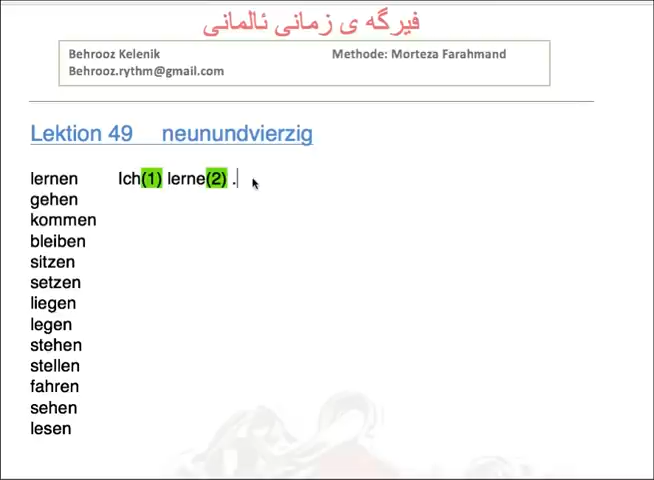 فیرگه ی زمانی ئالمانی
Behrooz Kelenik Methode: Morteza Farahmand
Behrooz.rythm@gmail.com
Lektion 49 neunundvierzig
lernen Ich(1) lerne(2) .
gehen
kommen
bleiben
sitzen
setzen
liegen
legen
stehen
stellen
fahren
sehen
lesen